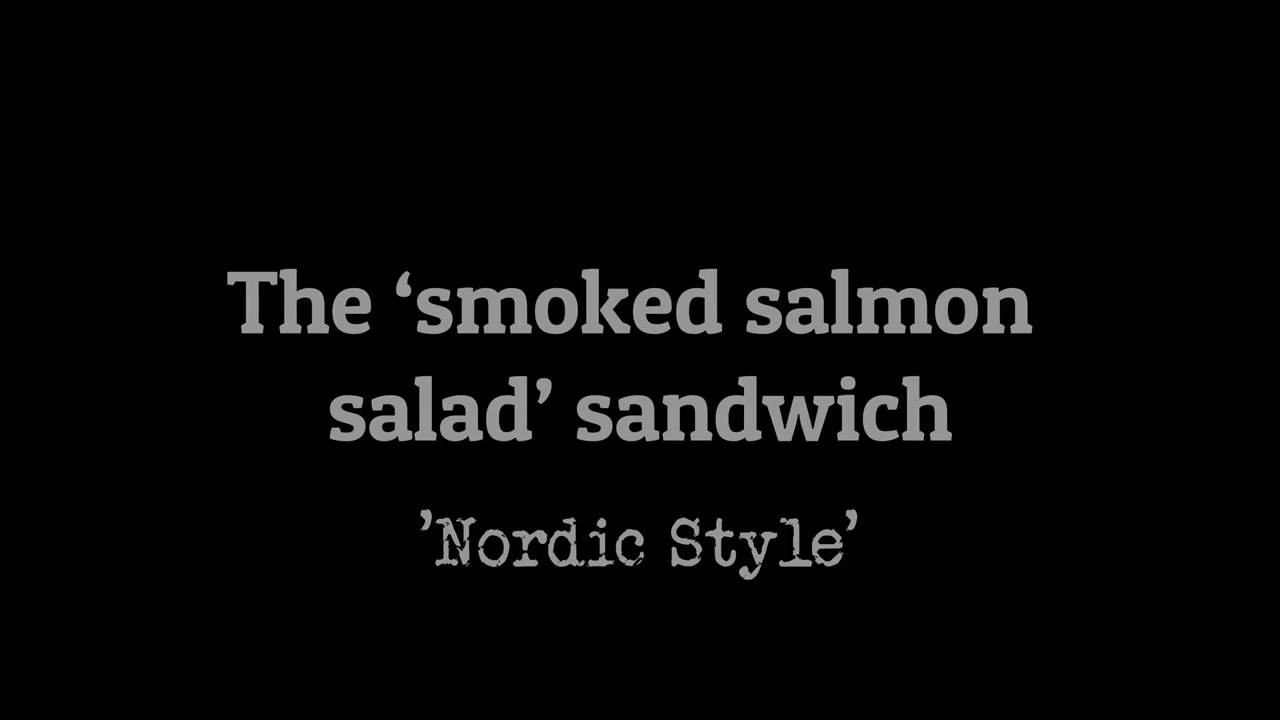 The ‘smoked salmon
salad’ sandwich
’Nordic Style’